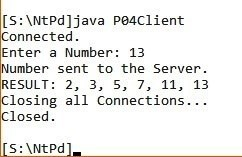 [S:\NtPd]java P04Client
Connected.
Enter a Number: 13
Number sent to the Server.
RESULT: 2, 3, 5, 7, 11, 13
Closing all Connections...
Closed.
[S:\NtPd]